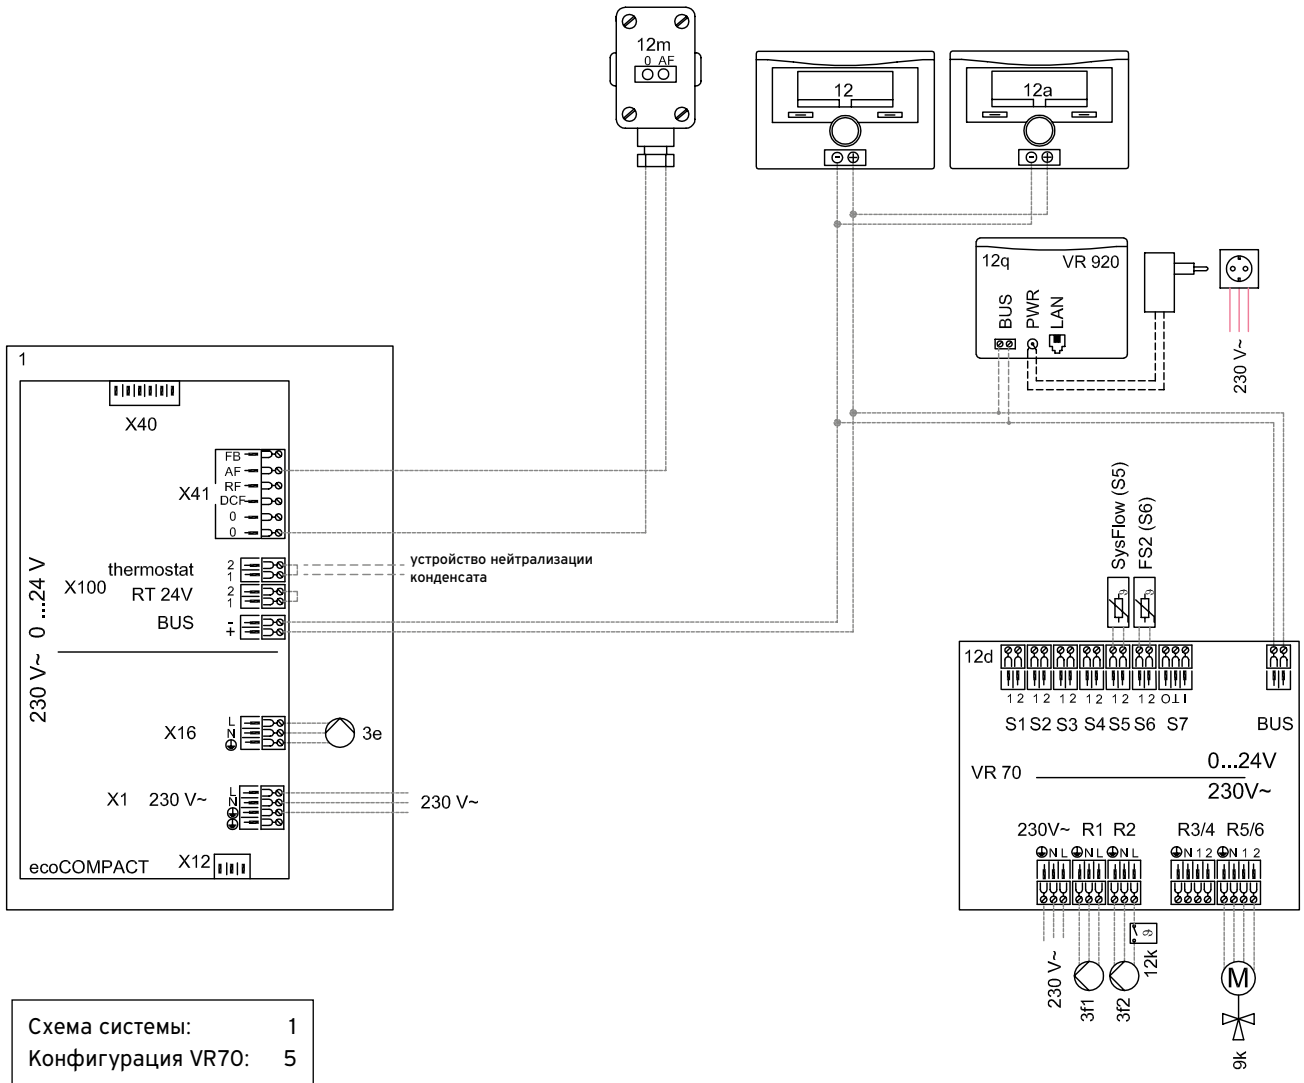 12m
0 AF
12
12a
12q VR 920
BUS
PWR
LAN
230 V~
1
X40
FB
AF
RF
DCF
0
0
X41
устройство нейтрализации
конденсата
thermostat 2
1
X100
RT 24V 2
1
BUS -
+
230 V~ 0 ...24 V
X16
L
N
3e
X1 230 V~
L
N
230 V~
X12
ecoCOMPACT
SysFlow (S5)
FS2 (S6)
12d
1 2 1 2 1 2 1 2 1 2 1 2 O T I
S1 S2 S3 S4 S5 S6 S7 BUS
0...24V
VR 70
230V~
230V~ R1 R2 R3/4 R5/6
N L N L N L N 1 2 N 1 2
230 V~
3f1
3f2
12k
M
9k
Схема системы: 1
Конфигурация VR70: 5